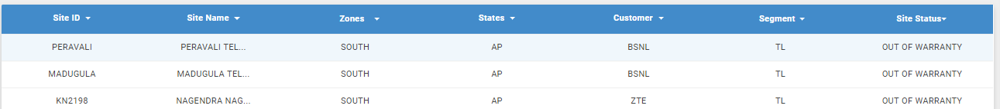 Site ID Site Name Zones States Customer Segment Site Status
PERAVALI PERAVALI TEL... SOUTH AP BSNL TL OUT OF WARRANTY
MADUGULA MADUGULA TEL... SOUTH AP BSNL TL OUT OF WARRANTY
KN2198 NAGENDRA NAG... SOUTH AP ZTE TL OUT OF WARRANTY